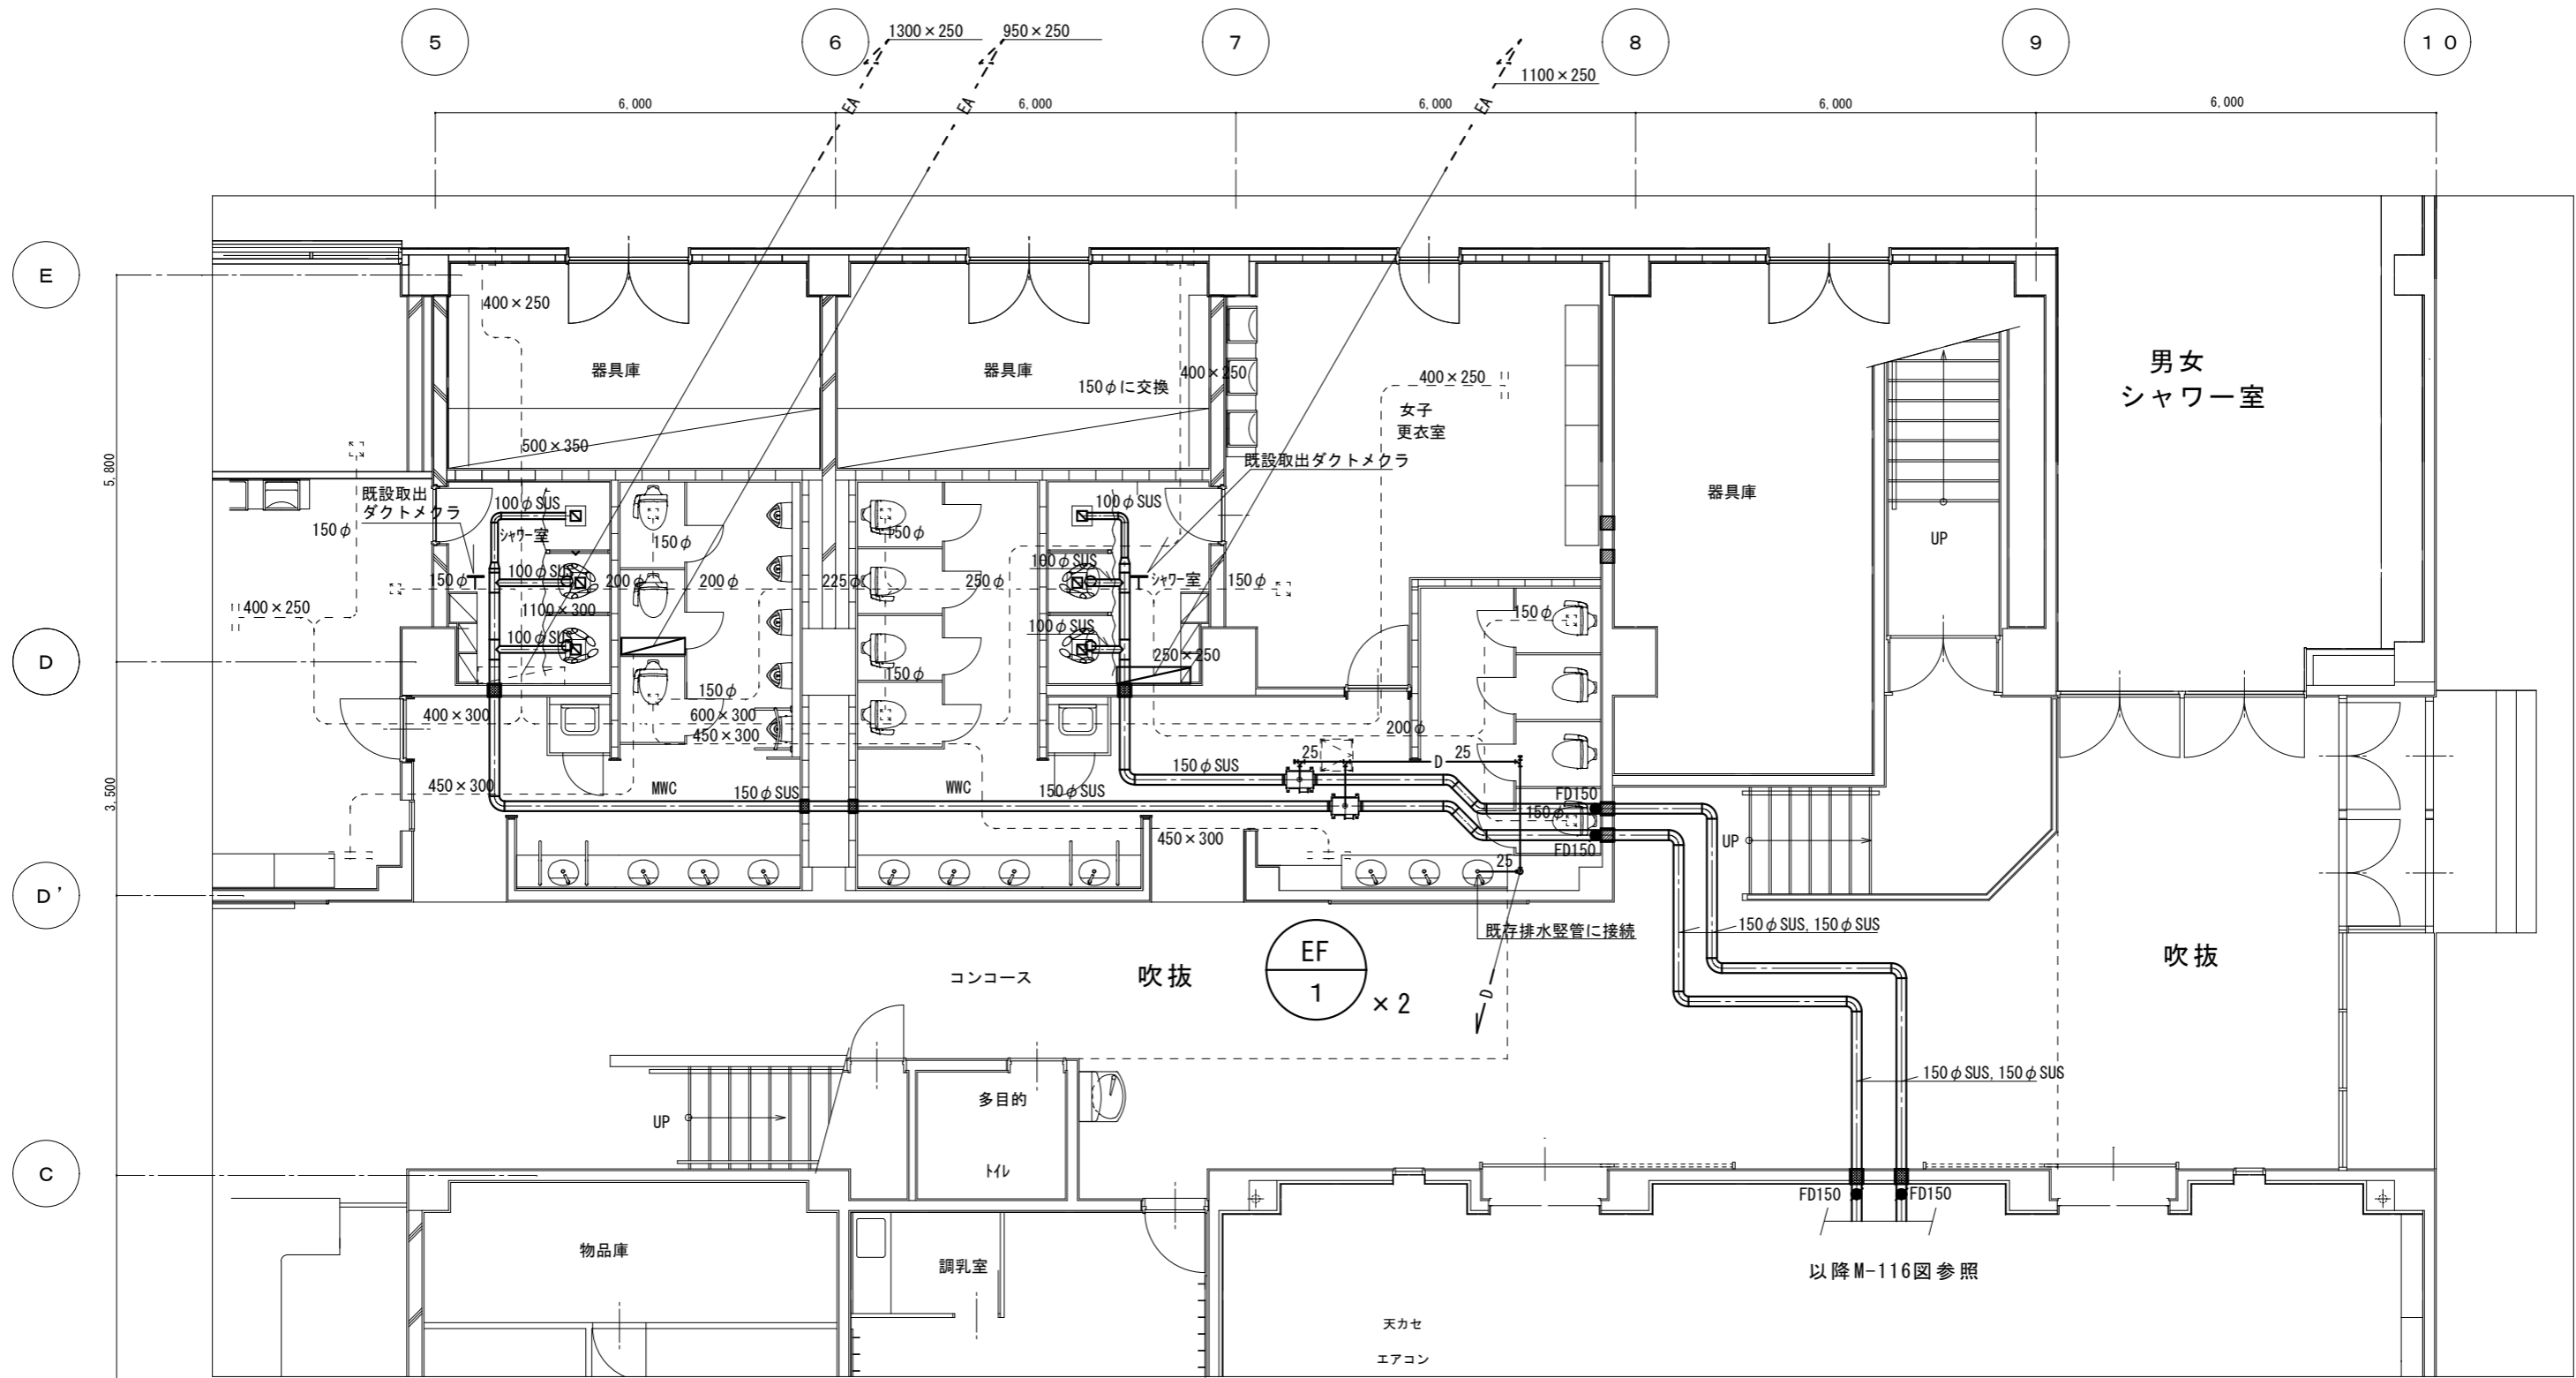 5
6
7
8
9
１０
1300×250
950×250
1100×250
EA
EA
EA
6,000
6,000
6,000
6,000
6,000
E
D
D'
C
5,800
3,500
400×250
器具庫
器具庫
150φに交換
400×250
400×250
女子
更衣室
男女
シャワー室
500×350
既設取出ダクトメクラ
既設取出
ダクトメクラ
150φ
100φSUS
シャワー室
150φ
150φ
100φSUS
器具庫
UP
150φ
100φSUS
200φ
200φ
225φ
250φ
100φSUS
シャワー室
150φ
400×250
1100×300
100φSUS
100φSUS
150φ
250×250
150φ
150φ
400×300
600×300
450×300
200φ
25
D
25
450×300
MWC
150φSUS
WWC
150φSUS
150φSUS
FD150
150φ
450×300
FD150
25
UP
既存排水竪管に接続
150φSUS,150φSUS
コンコース
吹抜
EF
1
×2
D
吹抜
150φSUS,150φSUS
UP
多目的
トイレ
FD150
FD150
物品庫
調乳室
以降M-116図参照
天カセ
エアコン